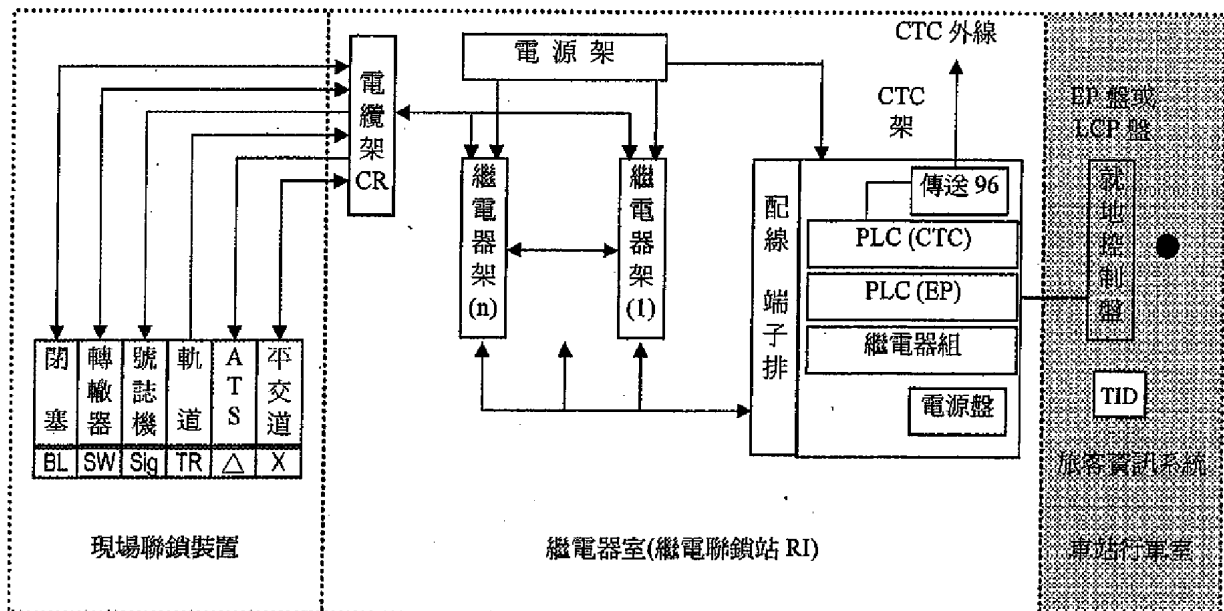 電源架
CTC 外線
CTC
架
EP 盤或
LCP 盤
電纜架
CR
繼電器架
(n)
繼電器架
(1)
配線 端子排
傳送 96
PLC (CTC)
PLC (EP)
繼電器組
電源盤
就地控制盤
TID
旅客資訊系統
閉塞
轉轍器
號誌機
軌道
ATS
平交道
BL
SW
Sig
TR
△
X
現場聯鎖裝置
繼電器室(繼電聯鎖站 RI)
車站行車室